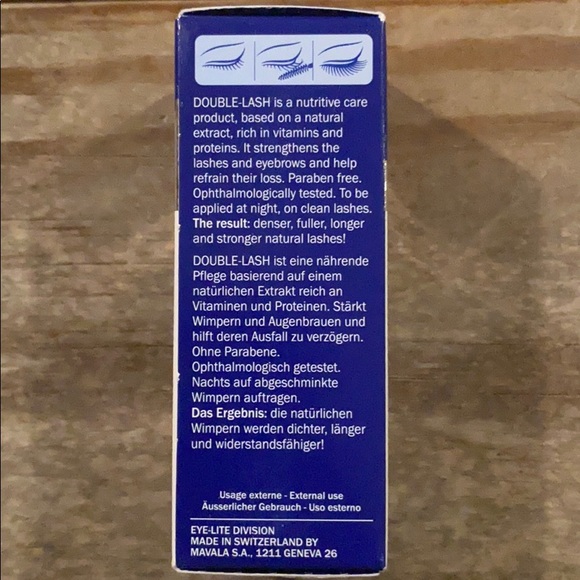 DOUBLE-LASH is a nutritive care
product, based on a natural
extract, rich in vitamins and
proteins. It strengthens the
lashes and eyebrows and help
refrain their loss. Paraben free.
Ophthalmologically tested. To be
applied at night, on clean lashes.
The result: denser, fuller, longer
and stronger natural lashes!
DOUBLE-LASH ist eine nährende
Pflege basierend auf einem
natürlichen Extrakt reich an
Vitaminen und Proteinen. Stärkt
Wimpern und Augenbrauen und
hilft deren Ausfall zu verzögern.
Ohne Parabene.
Ophthalmologisch getestet.
Nachts auf abgeschminkte
Wimpern auftragen.
Das Ergebnis: die natürlichen
Wimpern werden dichter, länger
und widerstandsfähiger!
Usage externe - External use
Äusserlicher Gebrauch - Uso esterno
EYE-LITE DIVISION
MADE IN SWITZERLAND BY
MAVALA S.A., 1211 GENEVA 26